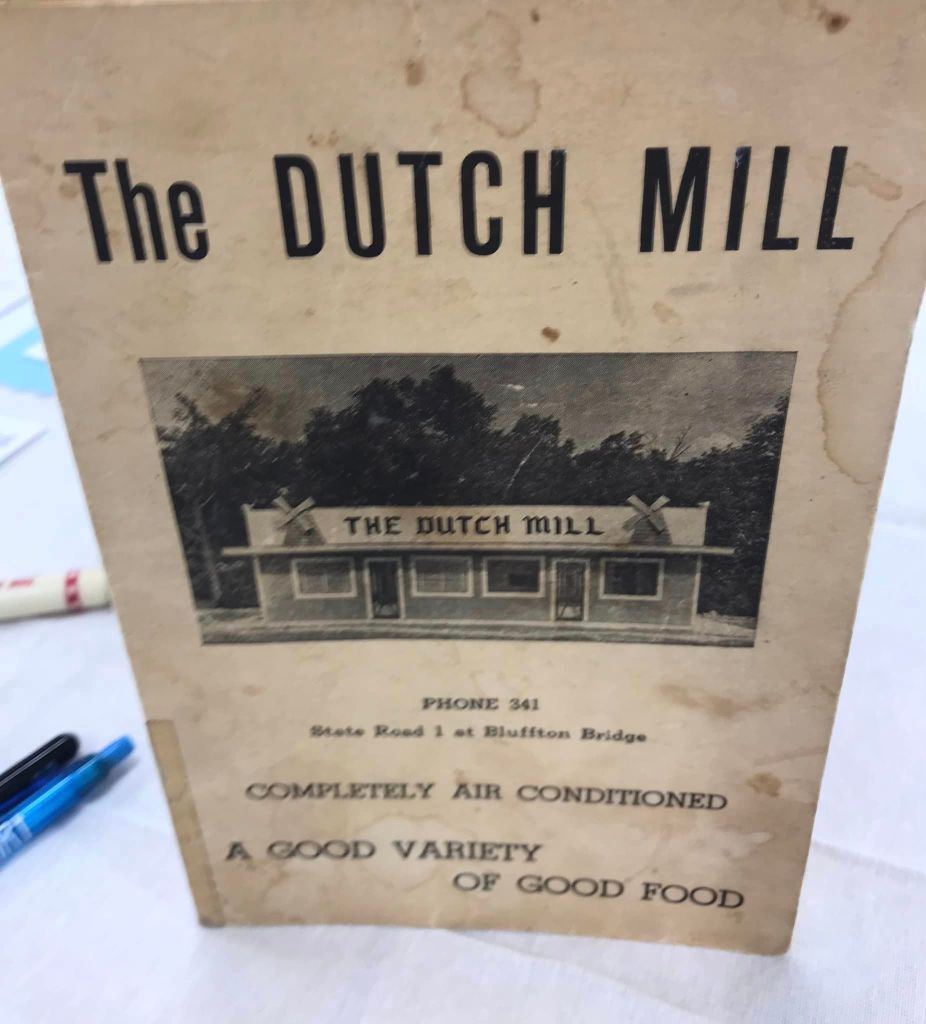 The DUTCH MILL
THE DUTCH MILL
PHONE 341
State Road 1 at Bluffton Bridge
COMPLETELY AIR CONDITIONED
A GOOD VARIETY
OF GOOD FOOD